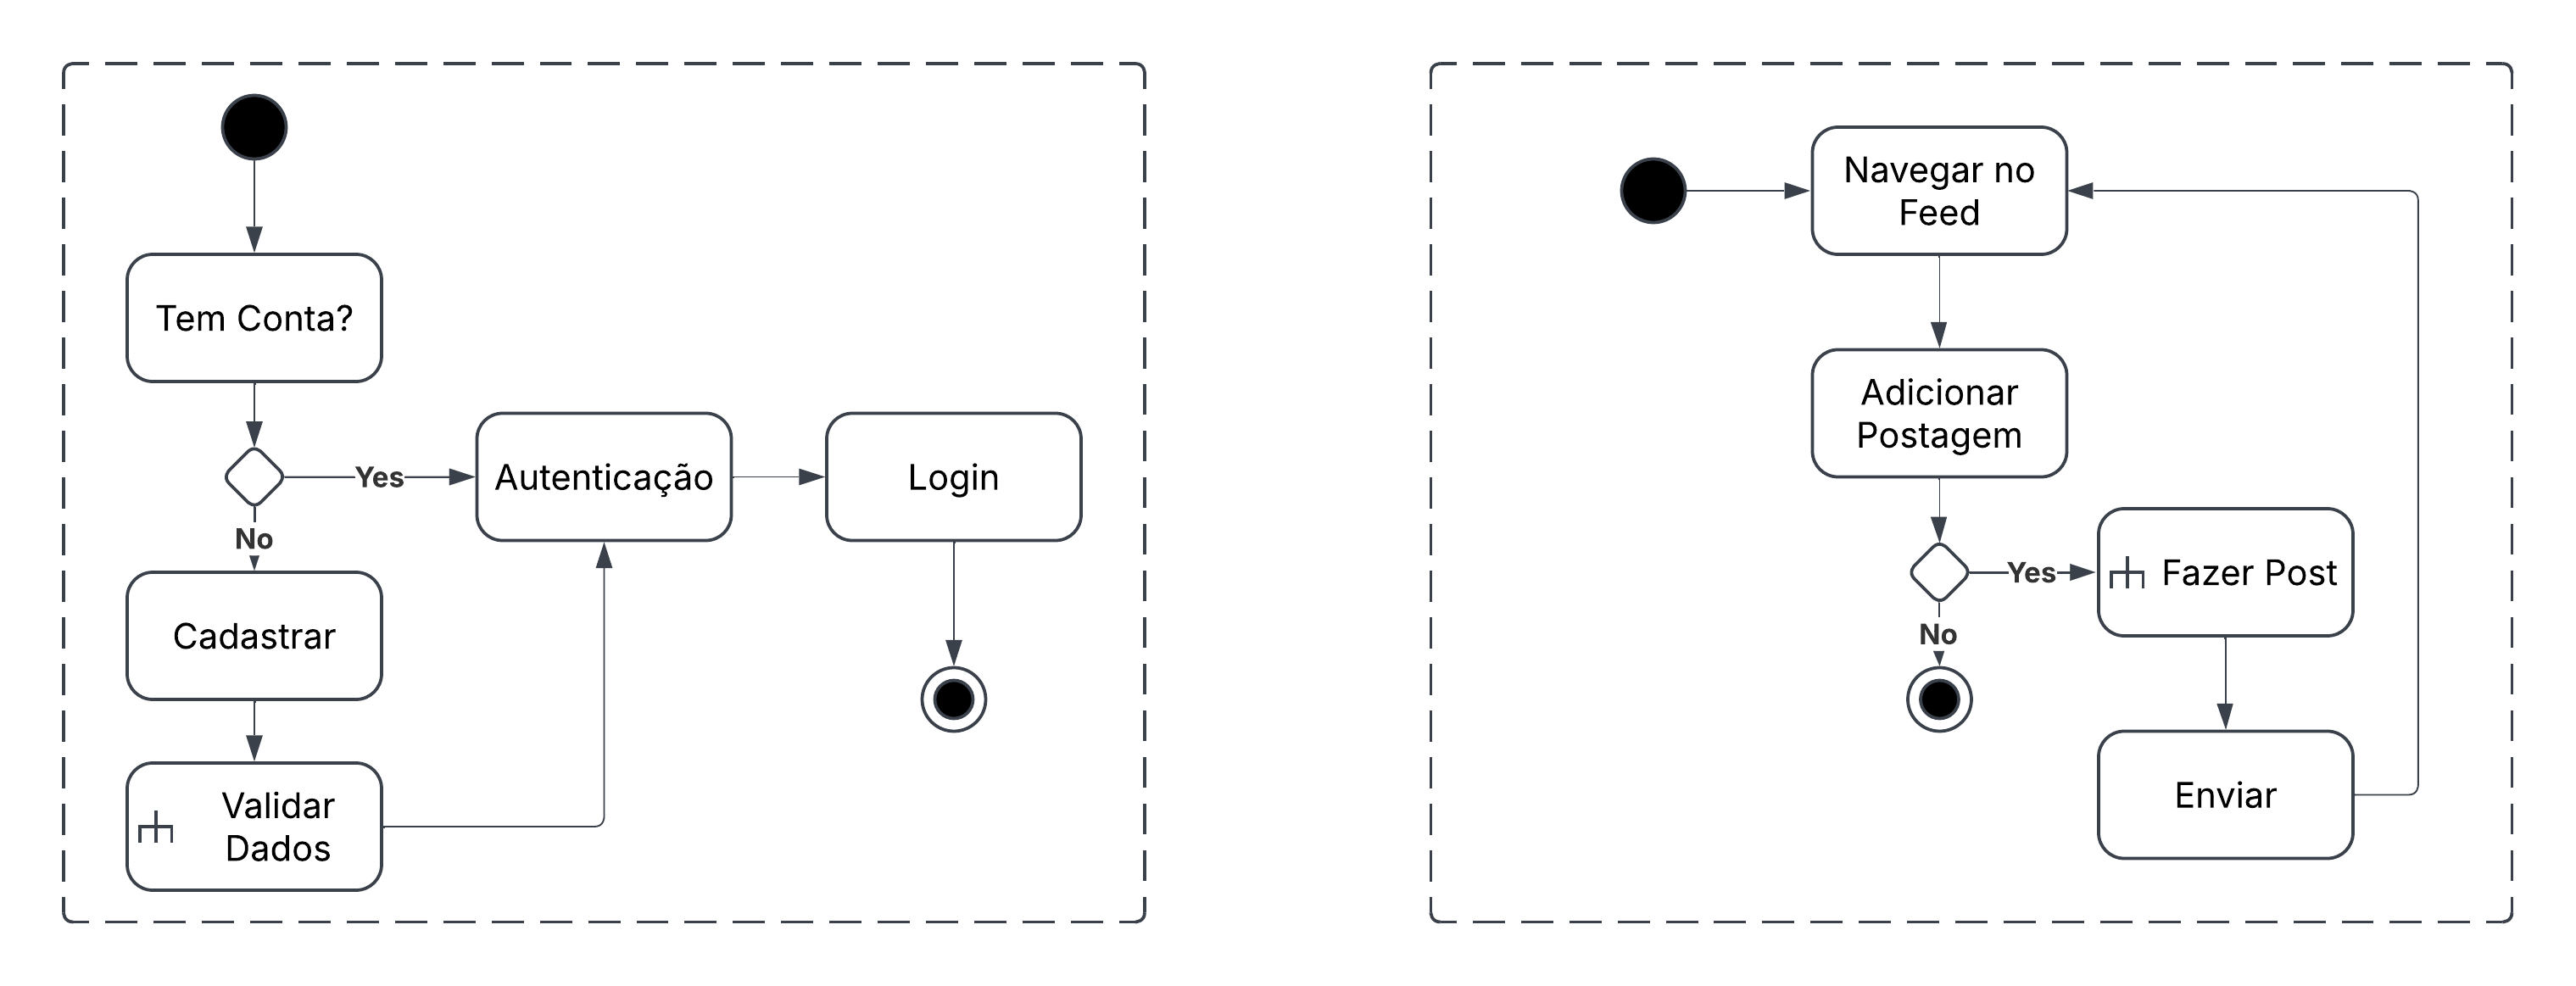 Tem Conta?
Yes
Autenticação
Login
No
Cadastrar
Validar
Dados
Navegar no
Feed
Adicionar
Postagem
Yes
Fazer Post
No
Enviar